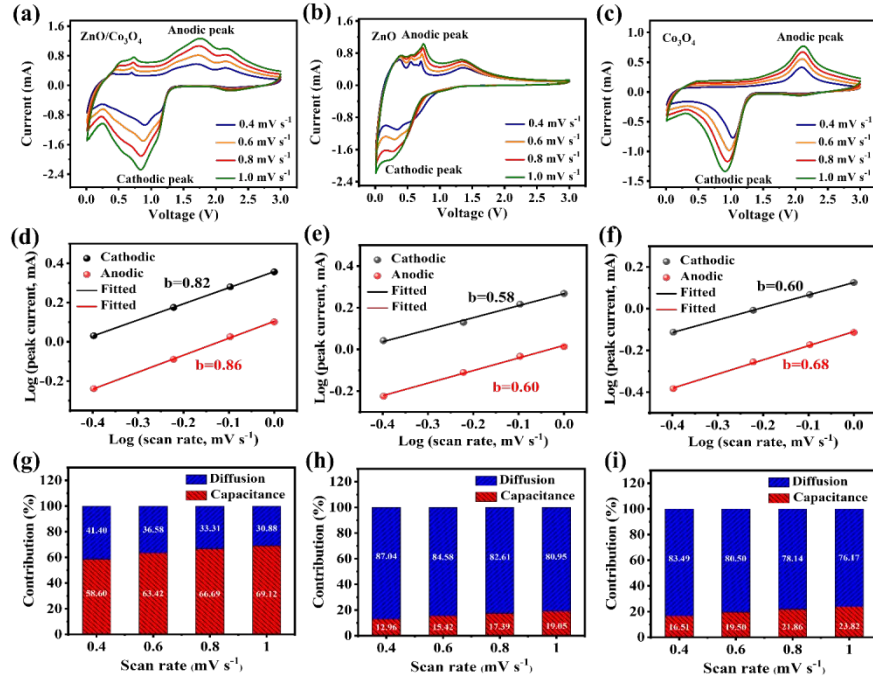 (a)
ZnO/Co₃O₄
Anodic peak
Cathodic peak
0.4 mV s⁻¹
0.6 mV s⁻¹
0.8 mV s⁻¹
1.0 mV s⁻¹
Current (mA)
1.6
0.8
0.0
-0.8
-1.6
-2.4
0.0 0.5 1.0 1.5 2.0 2.5 3.0
Voltage (V)
(b)
ZnO
Anodic peak
Cathodic peak
0.4 mV s⁻¹
0.6 mV s⁻¹
0.8 mV s⁻¹
1.0 mV s⁻¹
Current (mA)
1.6
0.8
0.0
-0.8
-1.6
-2.4
0.0 0.5 1.0 1.5 2.0 2.5 3.0
Voltage (V)
(c)
Co₃O₄
Anodic peak
Cathodic peak
0.4 mV s⁻¹
0.6 mV s⁻¹
0.8 mV s⁻¹
1.0 mV s⁻¹
Current (mA)
1.0
0.5
0.0
-0.5
-1.0
-1.5
0.0 0.5 1.0 1.5 2.0 2.5 3.0
Voltage (V)
(d)
Cathodic
Anodic
Fitted
Fitted
b=0.82
b=0.86
Log (peak current, mA)
0.4
0.2
0.0
-0.2
-0.4 -0.3 -0.2 -0.1 0.0
Log (scan rate, mV s⁻¹)
(e)
Cathodic
Anodic
Fitted
Fitted
b=0.58
b=0.60
Log (peak current, mA)
0.4
0.2
0.0
-0.2
-0.4 -0.3 -0.2 -0.1 0.0
Log (scan rate, mV s⁻¹)
(f)
Cathodic
Anodic
Fitted
Fitted
b=0.60
b=0.68
Log (peak current, mA)
0.2
0.0
-0.2
-0.4
-0.4 -0.3 -0.2 -0.1 0.0
Log (scan rate, mV s⁻¹)
(g)
Diffusion
Capacitance
Contribution (%)
120
100
80
60
40
20
0
41.40 36.58 33.31 30.88
58.60 63.42 66.69 69.12
0.4 0.6 0.8 1
Scan rate (mV s⁻¹)
(h)
Diffusion
Capacitance
Contribution (%)
120
100
80
60
40
20
0
87.04 84.58 82.61 80.95
12.96 15.42 17.39 19.05
0.4 0.6 0.8 1
Scan rate (mV s⁻¹)
(i)
Diffusion
Capacitance
Contribution (%)
120
100
80
60
40
20
0
83.49 80.50 78.14 76.17
16.51 19.50 21.86 23.82
0.4 0.6 0.8 1
Scan rate (mV s⁻¹)